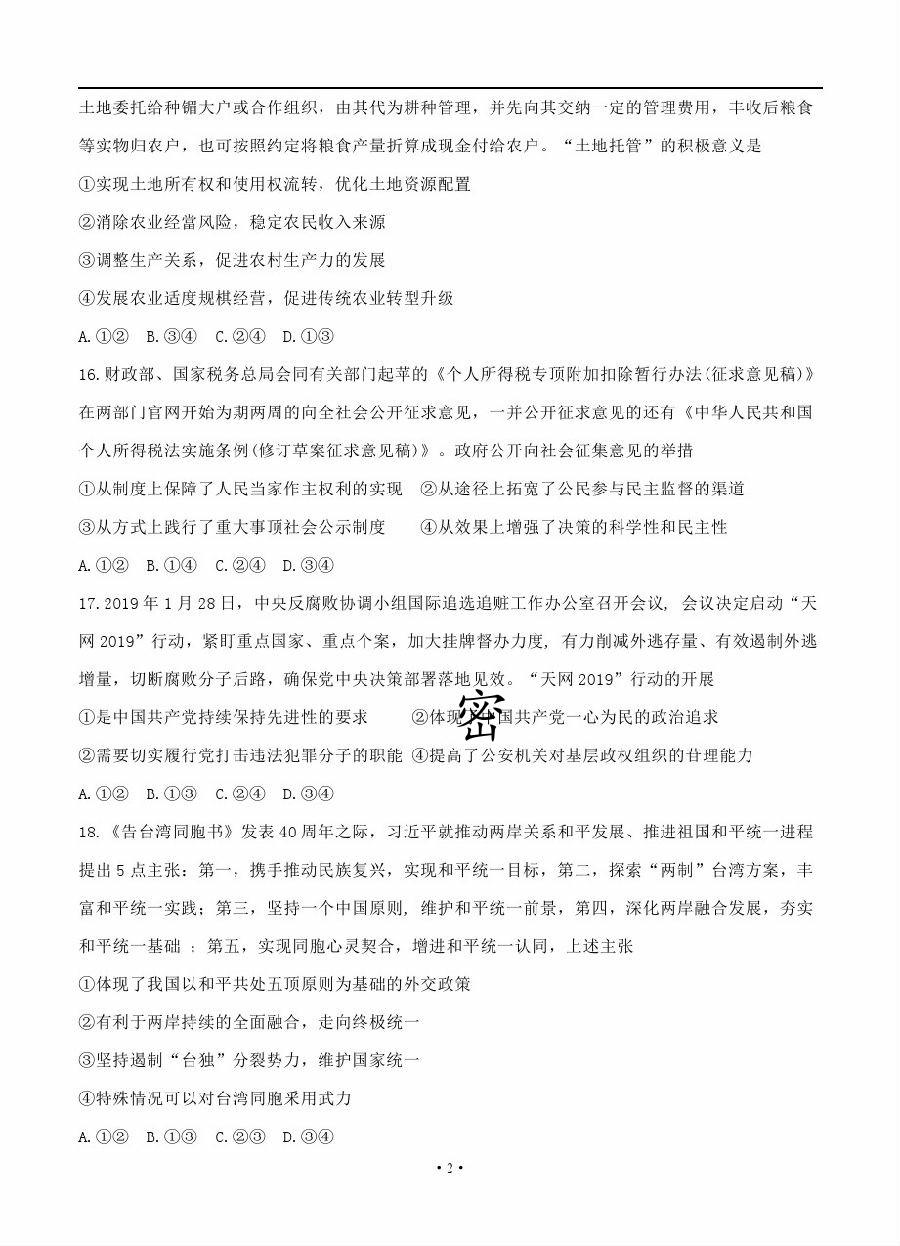 土地委托给种镅大户或合作组织，由其代为耕种管理，并先向其交纳一定的管理费用，丰收后粮食
等实物归农户，也可按照约定将粮食产量折算成现金付给农户。“土地托管”的积极意义是
①实现土地所有权和使用权流转，优化土地资源配置
②消除农业经营风险，稳定农民收入来源
③调整生产关系，促进农村生产力的发展
④发展农业适度规棋经营，促进传统农业转型升级
A.①② B.③④ C.②④ D.①③
16.财政部、国家税务总局会同有关部门起苹的《个人所得税专项附加扣除暂行办法(征求意见稿)》
在两部门官网开始为期两周的向全社会公开征求意见，一并公开征求意见的还有《中华人民共和国
个人所得税法实施条例(修订草案征求意见稿)》。政府公开向社会征集意见的举措
①从制度上保障了人民当家作主权利的实现 ②从途径上拓宽了公民参与民主监督的渠道
③从方式上践行了重大事顶社会公示制度 ④从效果上增强了决策的科学性和民主性
A.①② B.①④ C.②④ D.③④
17.2019年1月28日，中央反腐败协调小组国际追选追赃工作办公室召开会议，会议决定启动“天
网2019”行动，紧盯重点国家、重点个案，加大挂牌督办力度，有力削减外逃存量、有效遏制外逃
增量，切断腐败分子后路，确保党中央决策部署落地见效。“天网2019”行动的开展
①是中国共产党持续保持先进性的要求 ②体现了中国共产党一心为民的政治追求
②需要切实履行党打击违法犯罪分子的职能 ④提高了公安机关对基层政权组织的管理能力
A.①② B.①③ C.②④ D.③④
密
18.《告台湾同胞书》发表40周年之际，习近平就推动两岸关系和平发展、推进祖国和平统一进程
提出5点主张：第一，携手推动民族复兴，实现和平统一目标，第二，探索“两制”台湾方案，丰
富和平统一实践；第三，坚持一个中国原则，维护和平统一前景，第四，深化两岸融合发展，夯实
和平统一基础 ；第五，实现同胞心灵契合，增进和平统一认同，上述主张
①体现了我国以和平共处五顶原则为基础的外交政策
②有利于两岸持续的全面融合，走向终极统一
③坚持遏制“台独”分裂势力，维护国家统一
④特殊情况可以对台湾同胞采用武力
A.①② B.①③ C.②③ D.③④
•2•